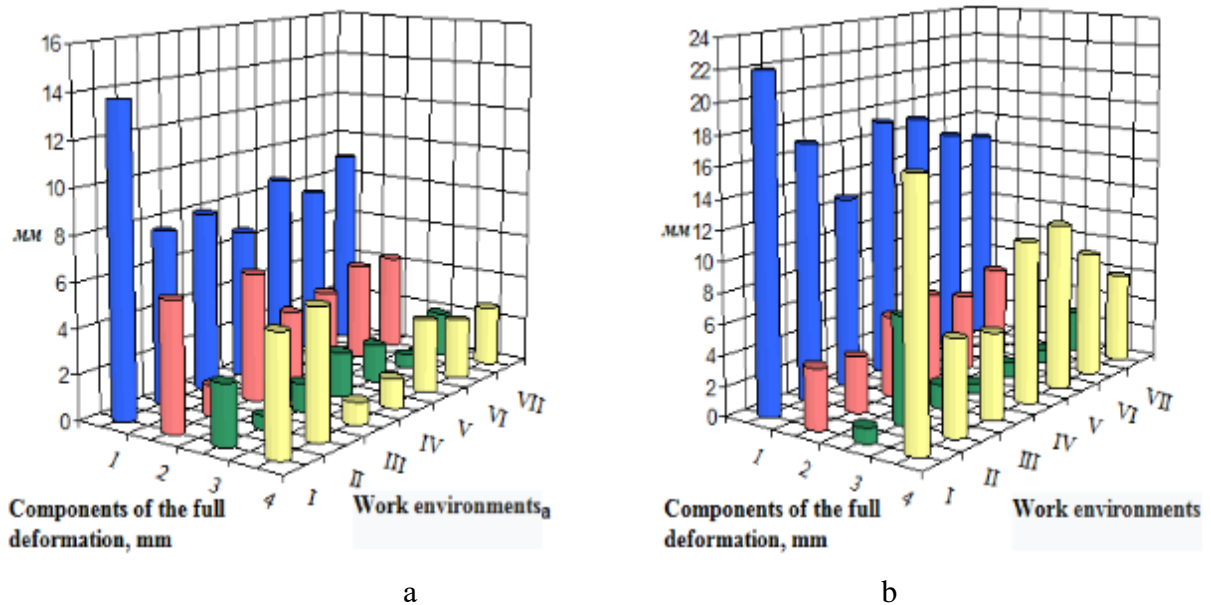 16
14
12
10
мм 8
6
4
2
0
1
2
3
4
I
II
III
IV
V
VI
VII
Components of the full
deformation, mm
Work environmentsa
a
24
22
20
18
16
14
мм 12
10
8
6
4
2
0
1
2
3
4
I
II
III
IV
V
VI
VII
Components of the full
deformation, mm
Work environments
b